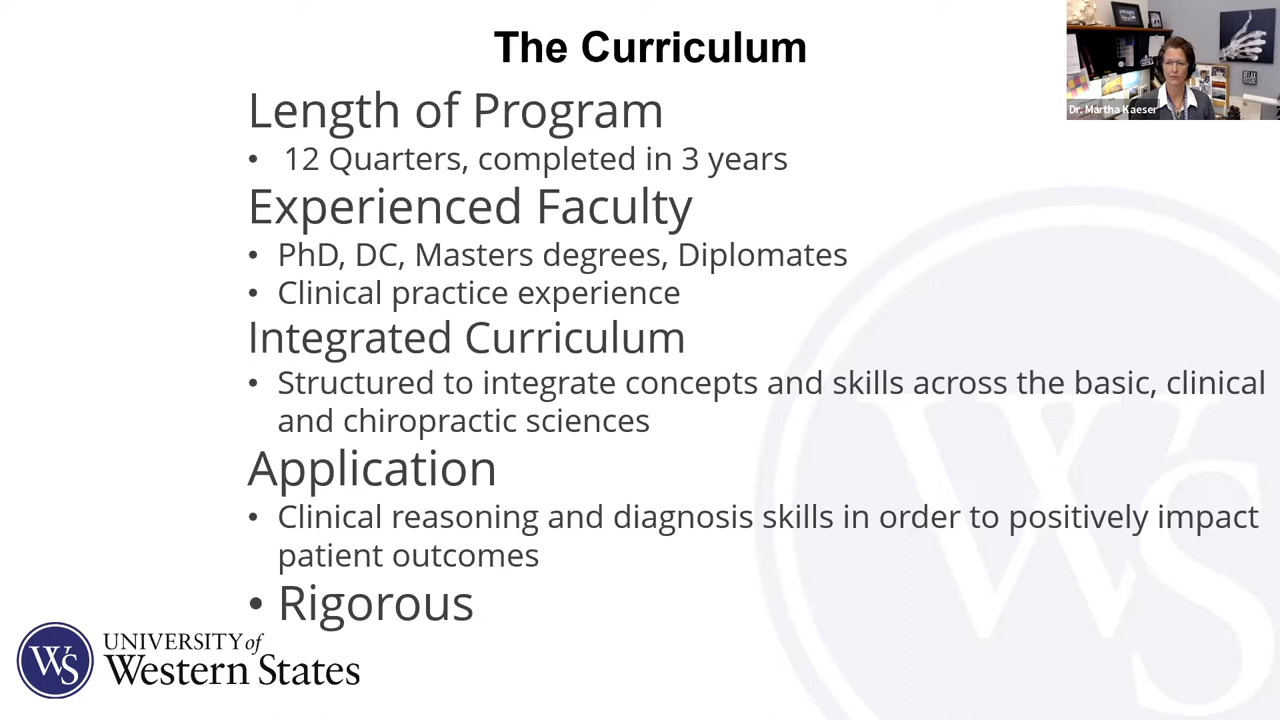 The Curriculum
Dr. Martha Kaeser
Length of Program
• 12 Quarters, completed in 3 years
Experienced Faculty
• PhD, DC, Masters degrees, Diplomates
• Clinical practice experience
Integrated Curriculum
• Structured to integrate concepts and skills across the basic, clinical
and chiropractic sciences
Application
• Clinical reasoning and diagnosis skills in order to positively impact
patient outcomes
• Rigorous
WS
UNIVERSITY of
Western States
WS